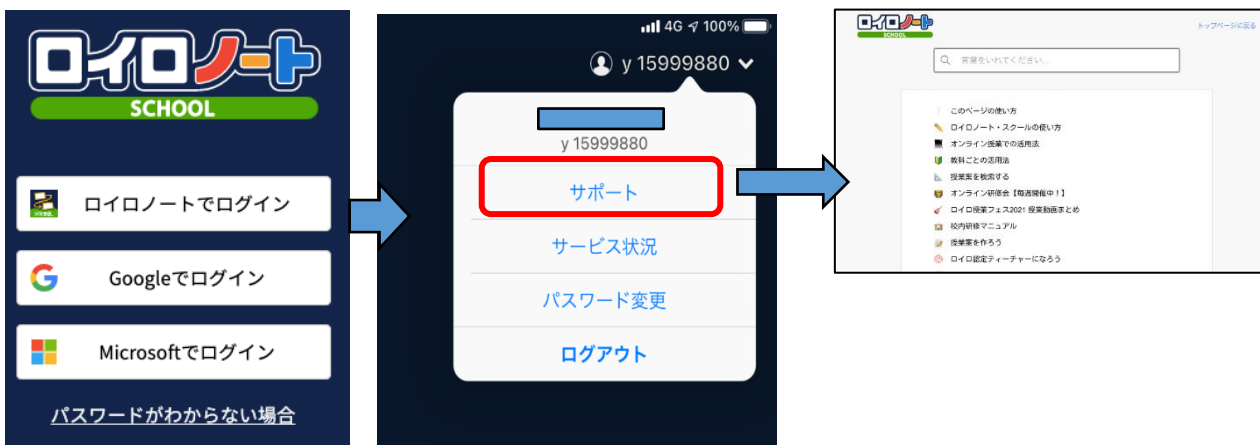 ロイロノート
SCHOOL
ロイロノートでログイン
Googleでログイン
Microsoftでログイン
パスワードがわからない場合
4G 100%
y 15999880
y 15999880
サポート
サービス状況
パスワード変更
ログアウト
ロイロノート
SCHOOL
トップページに戻る
言葉をいれてください...
このページの使い方
ロイロノート・スクールの使い方
オンライン授業での活用法
教科ごとの活用法
授業案を検索する
オンライン研修会【毎週開催中！】
ロイロ授業フェス2021 授業動画まとめ
校内研修マニュアル
授業案を作ろう
ロイロ認定ティーチャーになろう